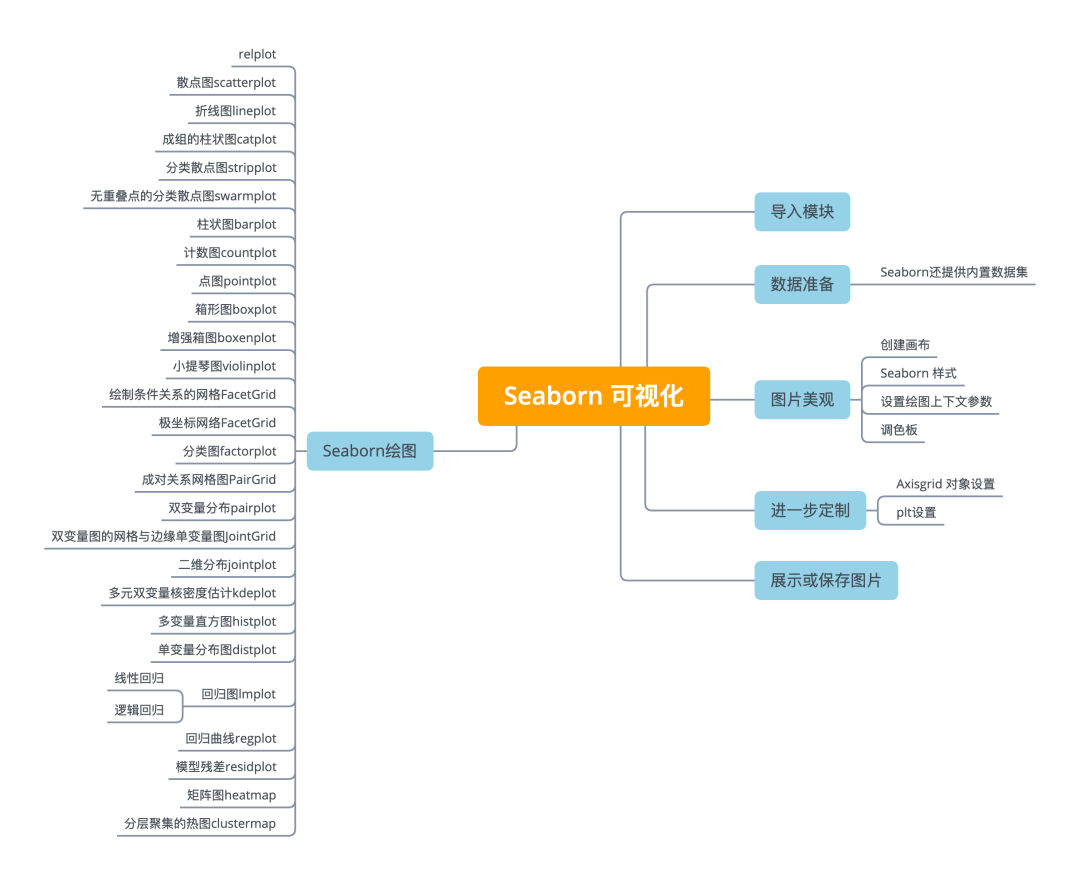 Seaborn 可视化
导入模块
数据准备
Seaborn还提供内置数据集
图片美观
创建画布
Seaborn 样式
设置绘图上下文参数
调色板
进一步定制
Axisgrid 对象设置
plt设置
展示或保存图片
Seaborn绘图
relplot
散点图scatterplot
折线图lineplot
成组的柱状图catplot
分类散点图stripplot
无重叠点的分类散点图swarmplot
柱状图barplot
计数图countplot
点图pointplot
箱形图boxplot
增强箱图boxenplot
小提琴图violinplot
绘制条件关系的网格FacetGrid
极坐标网络FacetGrid
分类图factorplot
成对关系网格图PairGrid
双变量分布pairplot
双变量图的网格与边缘单变量图JointGrid
二维分布jointplot
多元双变量核密度估计kdeplot
多变量直方图histplot
单变量分布图distplot
回归图lmplot
线性回归
逻辑回归
回归曲线regplot
模型残差residplot
矩阵图heatmap
分层聚集的热图clustermap